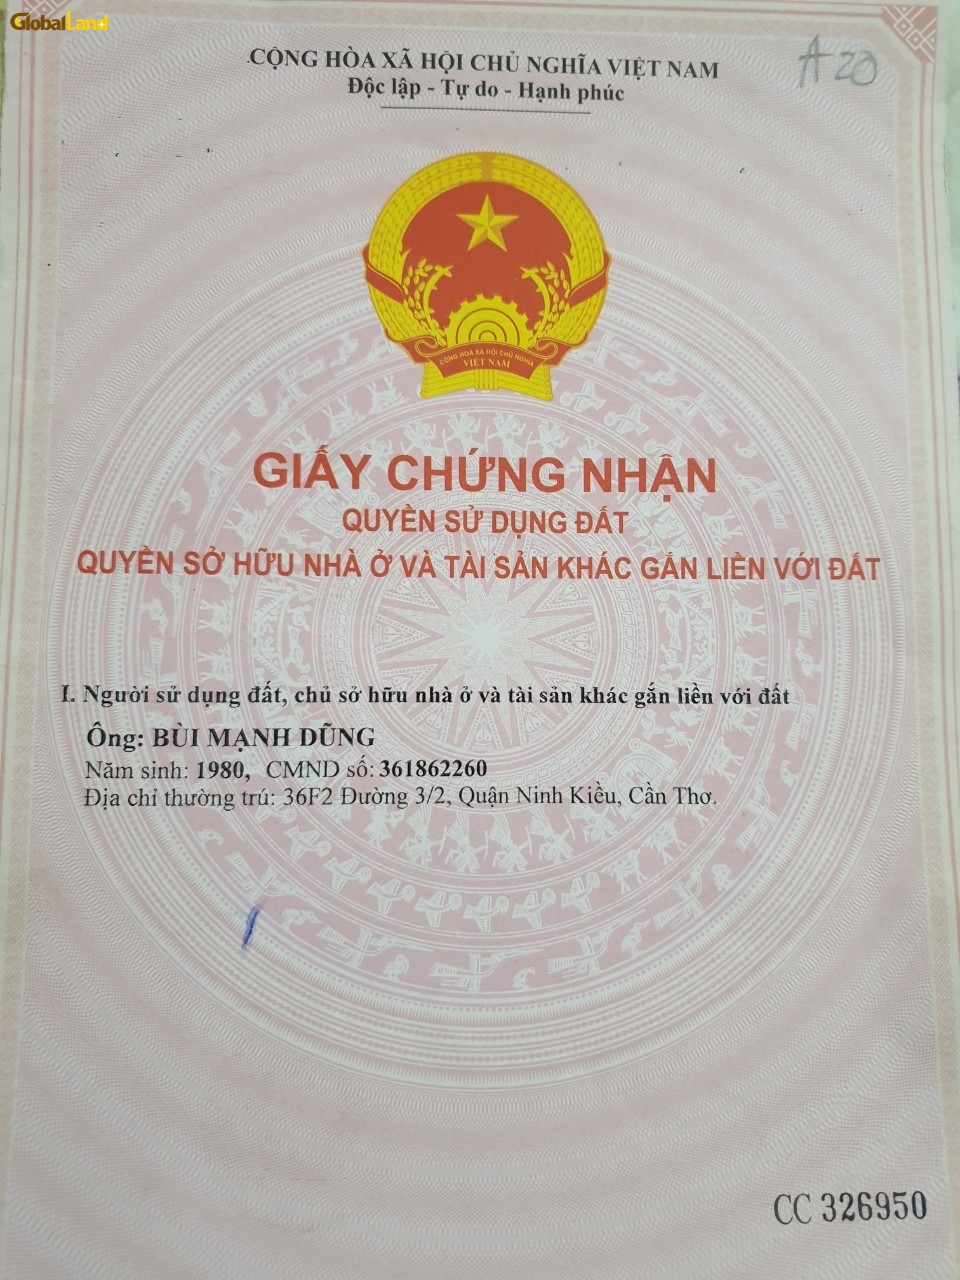 GlobalLand
A20
CỘNG HÒA XÃ HỘI CHỦ NGHĨA VIỆT NAM
Độc lập - Tự do - Hạnh phúc
CỘNG HOÀ XÃ HỘI CHỦ NGHĨA
VIỆT NAM
GIẤY CHỨNG NHẬN
QUYỀN SỬ DỤNG ĐẤT
QUYỀN SỞ HỮU NHÀ Ở VÀ TÀI SẢN KHÁC GẮN LIỀN VỚI ĐẤT
I. Người sử dụng đất, chủ sở hữu nhà ở và tài sản khác gắn liền với đất
Ông: BÙI MẠNH DŨNG
Năm sinh: 1980, CMND số: 361862260
Địa chỉ thường trú: 36F2 Đường 3/2, Quận Ninh Kiều, Cần Thơ.
CC 326950